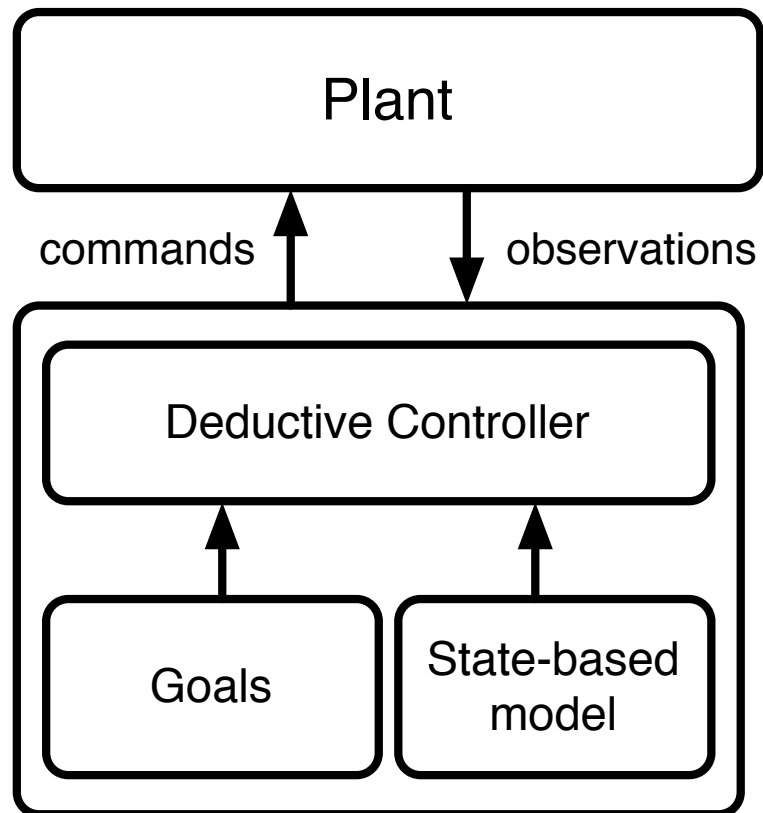 Plant
commands
observations
Deductive Controller
Goals
State-based
model